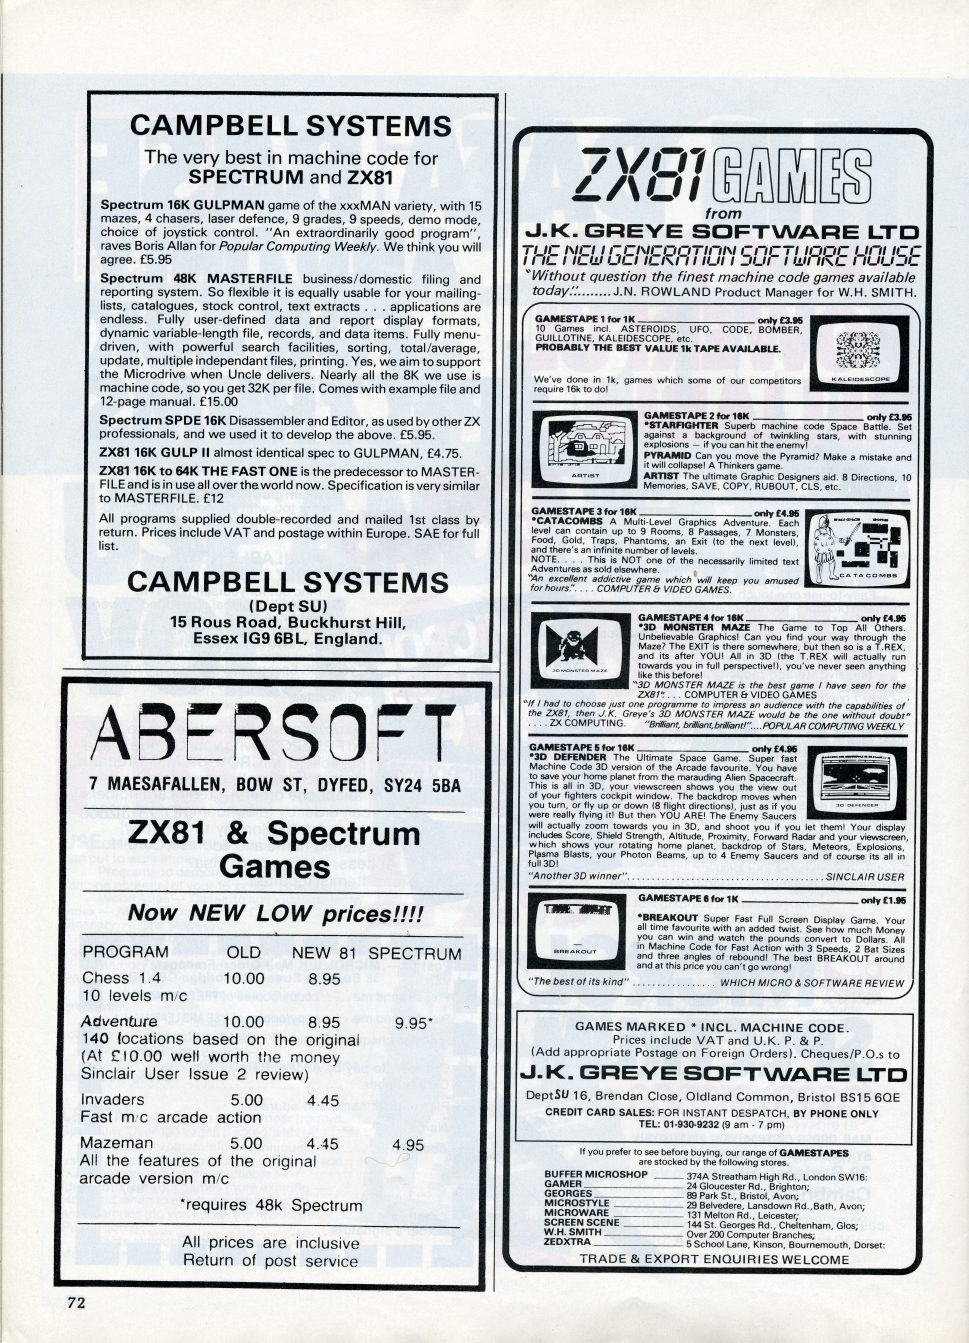 CAMPBELL SYSTEMS
The very best in machine code for
SPECTRUM and ZX81
Spectrum 16K GULPMAN game of the xxxMAN variety, with 15
mazes, 4 chasers, laser defence, 9 grades, 9 speeds, demo mode,
choice of joystick control. "An extraordinarily good program",
raves Boris Allan for Popular Computing Weekly. We think you will
agree. £5.95
Spectrum 48K MASTERFILE business/domestic filing and
reporting system. So flexible it is equally usable for your mailing-
lists, catalogues, stock control, text extracts . . . applications are
endless. Fully user-defined data and report display formats,
dynamic variable-length file, records, and data items. Fully menu-
driven, with powerful search facilities, sorting, total/average,
update, multiple independant files, printing. Yes, we aim to support
the Microdrive when Uncle delivers. Nearly all the 8K we use is
machine code, so you get 32K per file. Comes with example file and
12-page manual. £15.00
Spectrum SPDE 16K Disassembler and Editor, as used by other ZX
professionals, and we used it to develop the above. £5.95.
ZX81 16K GULP II almost identical spec to GULPMAN, £4.75.
ZX81 16K to 64K THE FAST ONE is the predecessor to MASTER-
FILE and is in use all over the world now. Specification is very similar
to MASTERFILE. £12
All programs supplied double-recorded and mailed 1st class by
return. Prices include VAT and postage within Europe. SAE for full
list.
CAMPBELL SYSTEMS
(Dept SU)
15 Rous Road, Buckhurst Hill,
Essex IG9 6BL, England.
ABERSOFT
7 MAESAFALLEN, BOW ST, DYFED, SY24 5BA
ZX81 & Spectrum
Games
Now NEW LOW prices!!!!
PROGRAM OLD NEW 81 SPECTRUM
Chess 1.4 10.00 8.95
10 levels m/c
Adventure 10.00 8.95 9.95*
140 locations based on the original
(At £10.00 well worth the money
Sinclair User Issue 2 review)
Invaders 5.00 4.45
Fast m/c arcade action
Mazeman 5.00 4.45 4.95
All the features of the original
arcade version m/c
*requires 48k Spectrum
All prices are inclusive
Return of post service
72
ZX81 GAMES
from
J.K. GREYE SOFTWARE LTD
THE NEW GENERATION SOFTWARE HOUSE
"Without question the finest machine code games available
today."......... J.N. ROWLAND Product Manager for W.H. SMITH.
GAMESTAPE 1 for 1K only £3.95
10 Games incl. ASTEROIDS, UFO, CODE, BOMBER,
GUILLOTINE, KALEIDESCOPE, etc.
PROBABLY THE BEST VALUE 1k TAPE AVAILABLE.
We've done in 1k, games which some of our competitors
require 16k to do!
KALEIDESCOPE
ARTIST
GAMESTAPE 2 for 16K only £3.95
*STARFIGHTER Superb machine code Space Battle. Set
against a background of twinkling stars, with stunning
explosions — if you can hit the enemy!
PYRAMID Can you move the Pyramid? Make a mistake and
it will collapse! A Thinkers game.
ARTIST The ultimate Graphic Designers aid. 8 Directions, 10
Memories, SAVE, COPY, RUBOUT, CLS, etc.
GAMESTAPE 3 for 16K only £4.95
*CATACOMBS A Multi-Level Graphics Adventure. Each
level can contain up to 9 Rooms, 8 Passages, 7 Monsters,
Food, Gold, Traps, Phantoms, an Exit (to the next level),
and there's an infinite number of levels.
NOTE. . . . This is NOT one of the necessarily limited text
Adventures as sold elsewhere.
"An excellent addictive game which will keep you amused
for hours". . . . COMPUTER & VIDEO GAMES.
CATACOMBS
3D MONSTER MAZE
GAMESTAPE 4 for 16K only £4.95
*3D MONSTER MAZE The Game to Top All Others.
Unbelievable Graphics! Can you find your way through the
Maze? The EXIT is there somewhere, but then so is a T.REX,
and its after YOU! All in 3D (the T.REX will actually run
towards you in full perspective!), you've never seen anything
like this before!
"3D MONSTER MAZE is the best game I have seen for the
ZX81". . . . COMPUTER & VIDEO GAMES
"If I had to choose just one programme to impress an audience with the capabilities of
the ZX81, then J.K. Greye's 3D MONSTER MAZE would be the one without doubt"
. . . . ZX COMPUTING. "Brilliant, brilliant, brilliant!"....POPULAR COMPUTING WEEKLY
GAMESTAPE 5 for 16K only £4.95
*3D DEFENDER The Ultimate Space Game. Super fast
Machine Code 3D version of the Arcade favourite. You have
to save your home planet from the marauding Alien Spacecraft.
This is all in 3D, your viewscreen shows you the view out
of your fighters cockpit window. The backdrop moves when
you turn, or fly up or down (8 flight directions), just as if you
were really flying it! But then YOU ARE! The Enemy Saucers
will actually zoom towards you in 3D, and shoot you if you let them! Your display
includes Score, Shield Strength, Altitude, Proximity, Forward Radar and your viewscreen,
which shows your rotating home planet, backdrop of Stars, Meteors, Explosions,
Plasma Blasts, your Photon Beams, up to 4 Enemy Saucers and of course its all in
full 3D!
"Another 3D winner"........................................ SINCLAIR USER
3D DEFENDER
BREAKOUT
GAMESTAPE 6 for 1K only £1.95
*BREAKOUT Super Fast Full Screen Display Game. Your
all time favourite with an added twist. See how much Money
you can win and watch the pounds convert to Dollars. All
in Machine Code for Fast Action with 3 Speeds, 2 Bat Sizes
and three angles of rebound! The best BREAKOUT around
and at this price you can't go wrong!
"The best of its kind" ................. WHICH MICRO & SOFTWARE REVIEW
GAMES MARKED * INCL. MACHINE CODE.
Prices include VAT and U.K. P. & P.
(Add appropriate Postage on Foreign Orders). Cheques/P.O.s to
J.K. GREYE SOFTWARE LTD
Dept SU 16, Brendan Close, Oldland Common, Bristol BS15 6QE
CREDIT CARD SALES: FOR INSTANT DESPATCH, BY PHONE ONLY
TEL: 01-930-9232 (9 am - 7 pm)
If you prefer to see before buying, our range of GAMESTAPES
are stocked by the following stores.
BUFFER MICROSHOP 374A Streatham High Rd., London SW16:
GAMER 24 Gloucester Rd., Brighton;
GEORGES 89 Park St., Bristol, Avon;
MICROSTYLE 29 Belvedere, Lansdown Rd., Bath, Avon;
MICROWARE 131 Melton Rd., Leicester;
SCREEN SCENE 144 St. Georges Rd., Cheltenham, Glos;
W.H. SMITH Over 200 Computer Branches;
ZEDXTRA 5 School Lane, Kinson, Bournemouth, Dorset:
TRADE & EXPORT ENQUIRIES WELCOME